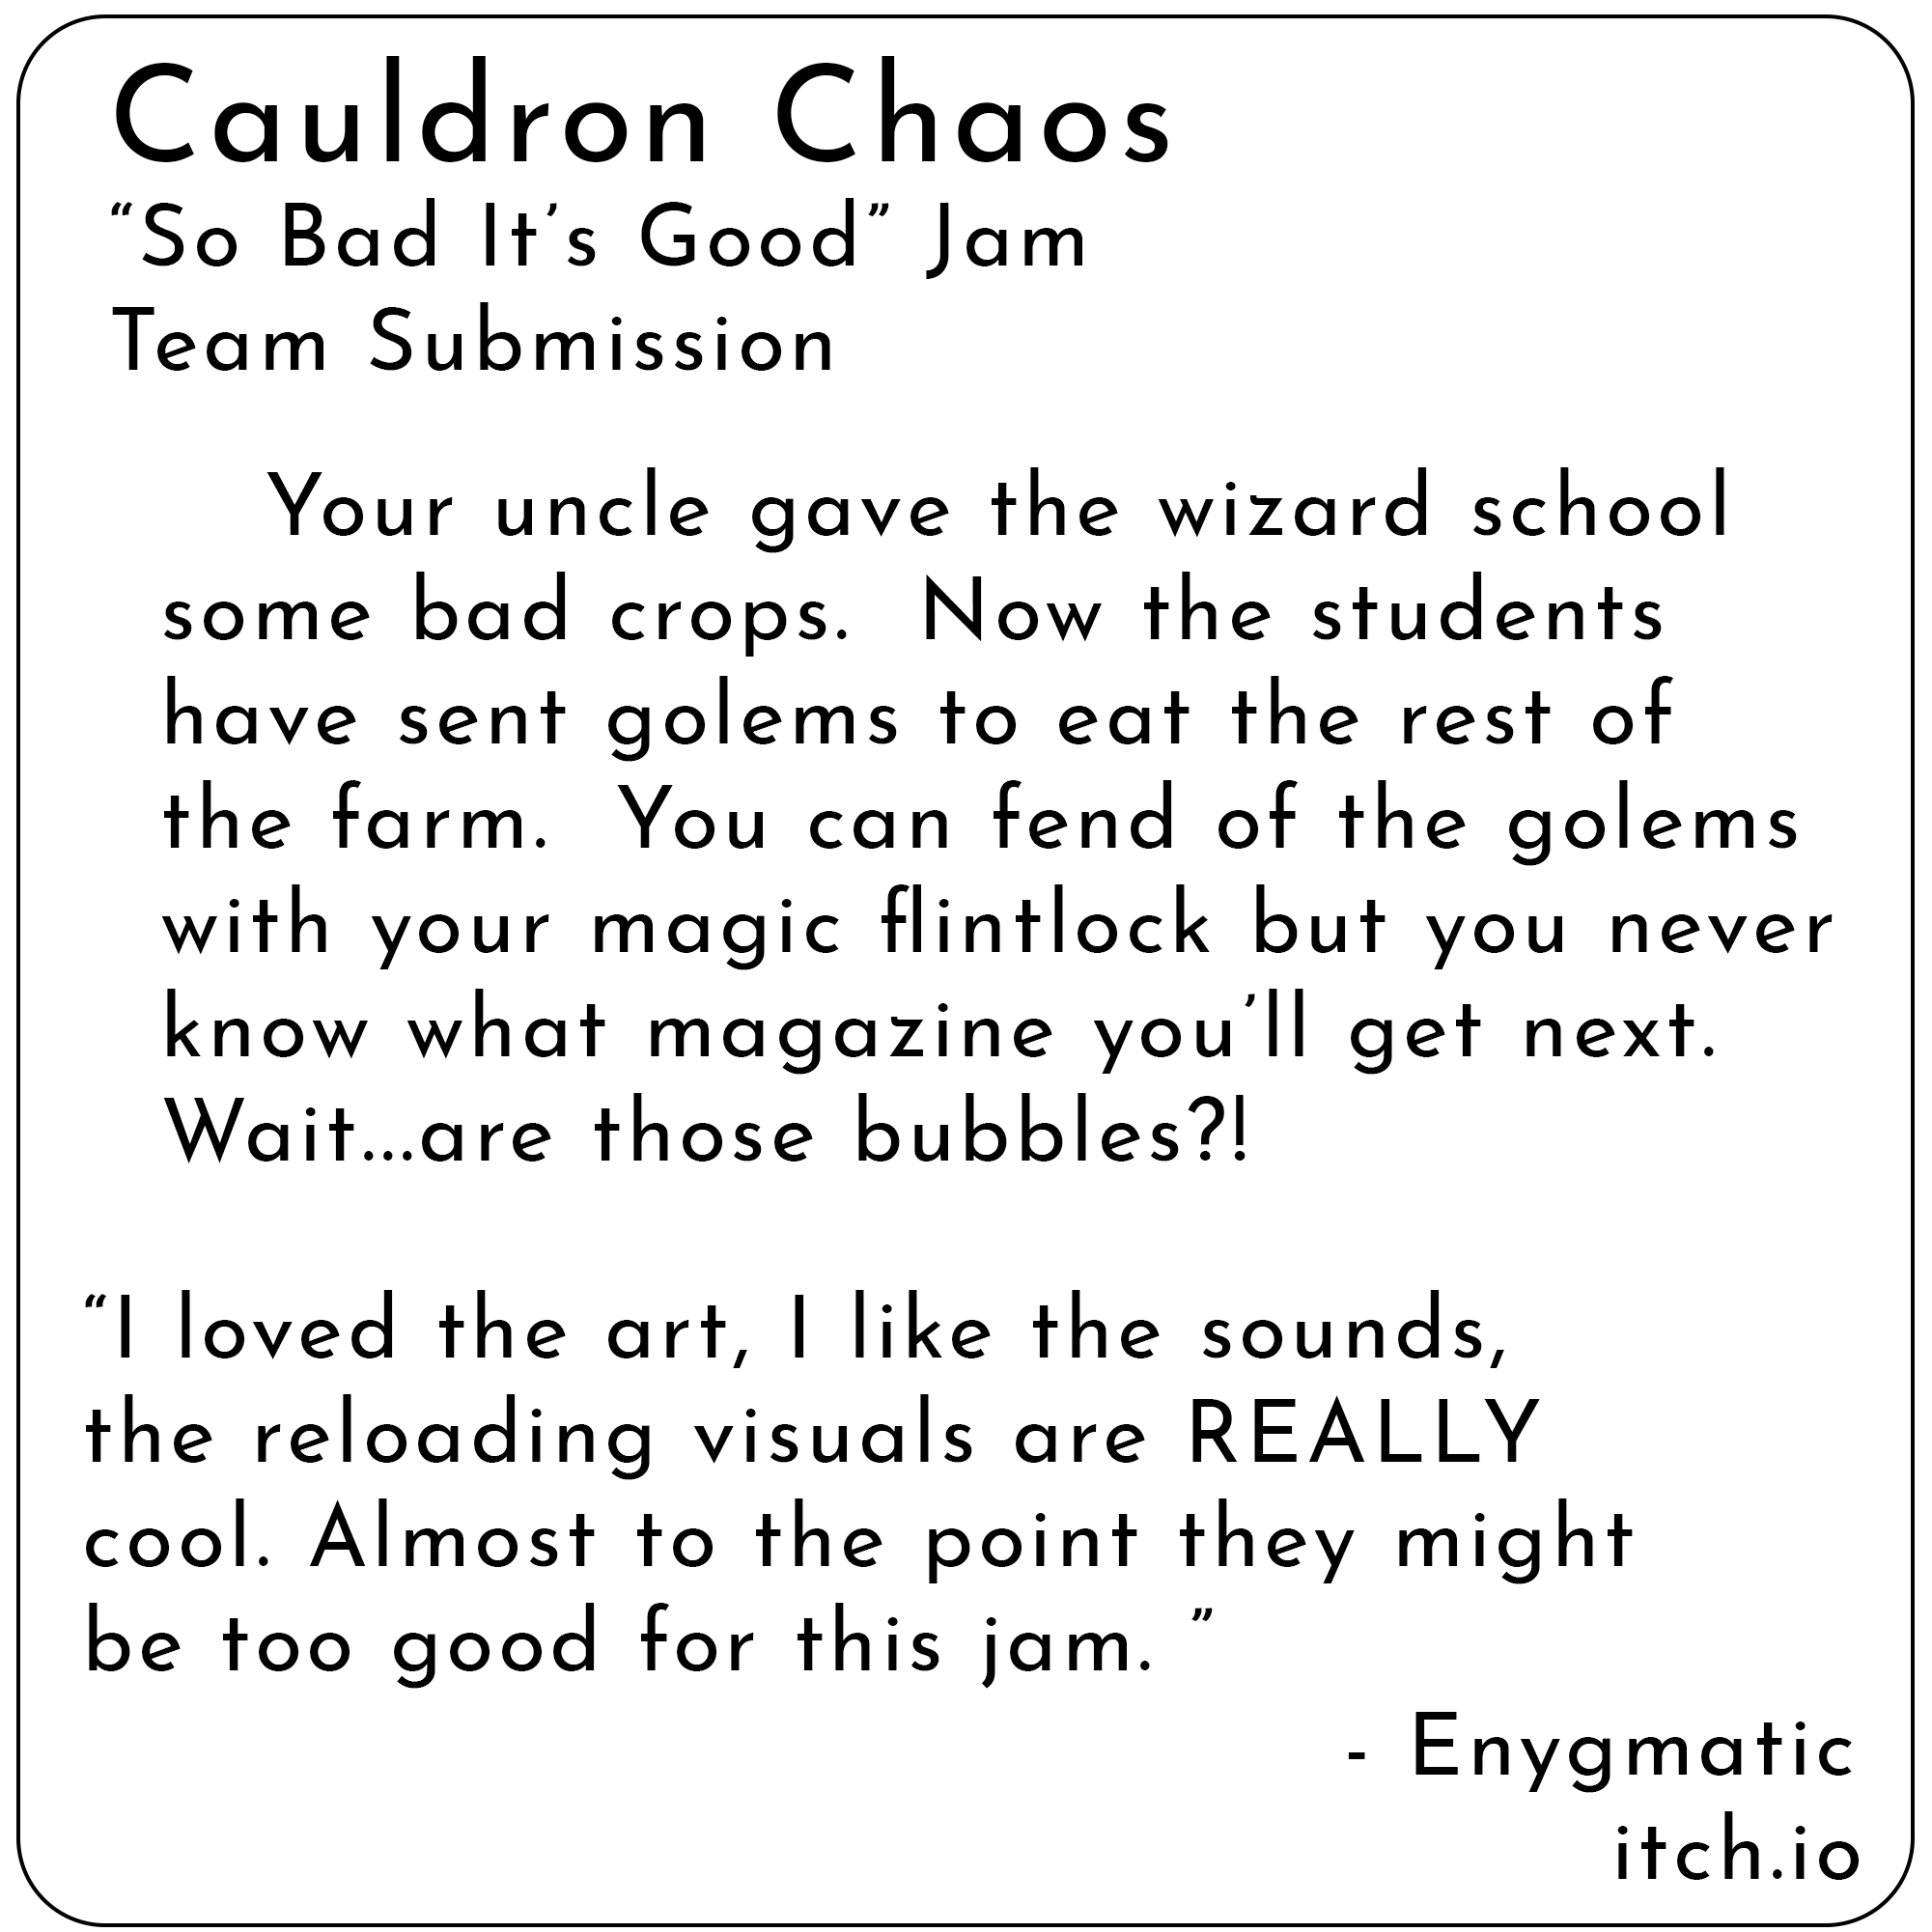 Cauldron Chaos
“So Bad It’s Good” Jam
Team Submission
Your uncle gave the wizard school
some bad crops.  Now the students
have sent golems to eat the rest of
the farm.  You can fend of the golems
with your magic flintlock but you never
know what magazine you’ll get next.
Wait...are those bubbles?!
“I loved the art, I like the sounds,
the reloading visuals are REALLY
cool. Almost to the point they might
be too good for this jam. ”
- Enygmatic
itch.io